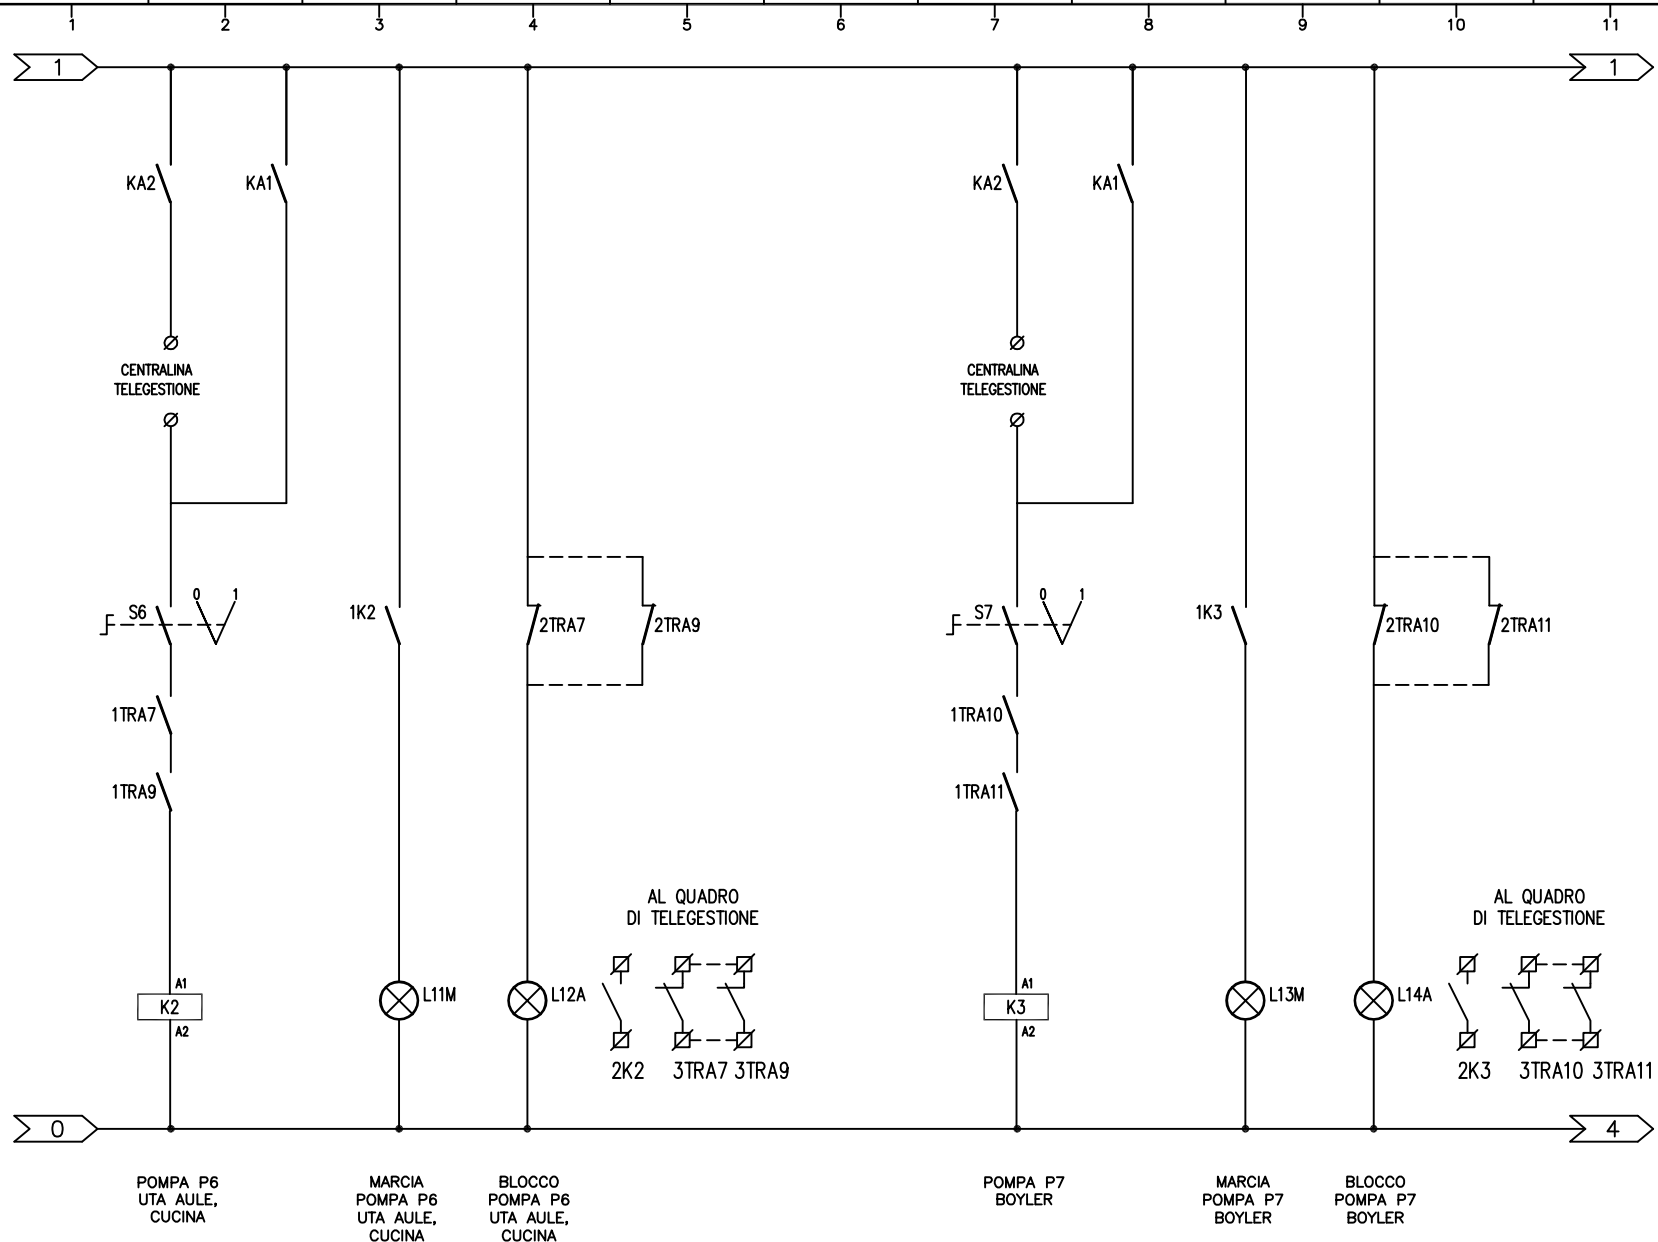 1 2 3 4 5 6 7 8 9 10 11
1 1
KA2 KA1 KA2 KA1
CENTRALINA
TELEGESTIONE
CENTRALINA
TELEGESTIONE
S6 0 1 1K2 2TRA7 2TRA9
S7 0 1 1K3 2TRA10 2TRA11
1TRA7 1TRA10
1TRA9 1TRA11
AL QUADRO
DI TELEGESTIONE
AL QUADRO
DI TELEGESTIONE
A1
K2 L11M L12A
A2
2K2 3TRA7 3TRA9
A1
K3 L13M L14A
A2
2K3 3TRA10 3TRA11
0 4
POMPA P6
UTA AULE,
CUCINA
MARCIA
POMPA P6
UTA AULE,
CUCINA
BLOCCO
POMPA P6
UTA AULE,
CUCINA
POMPA P7
BOYLER
MARCIA
POMPA P7
BOYLER
BLOCCO
POMPA P7
BOYLER